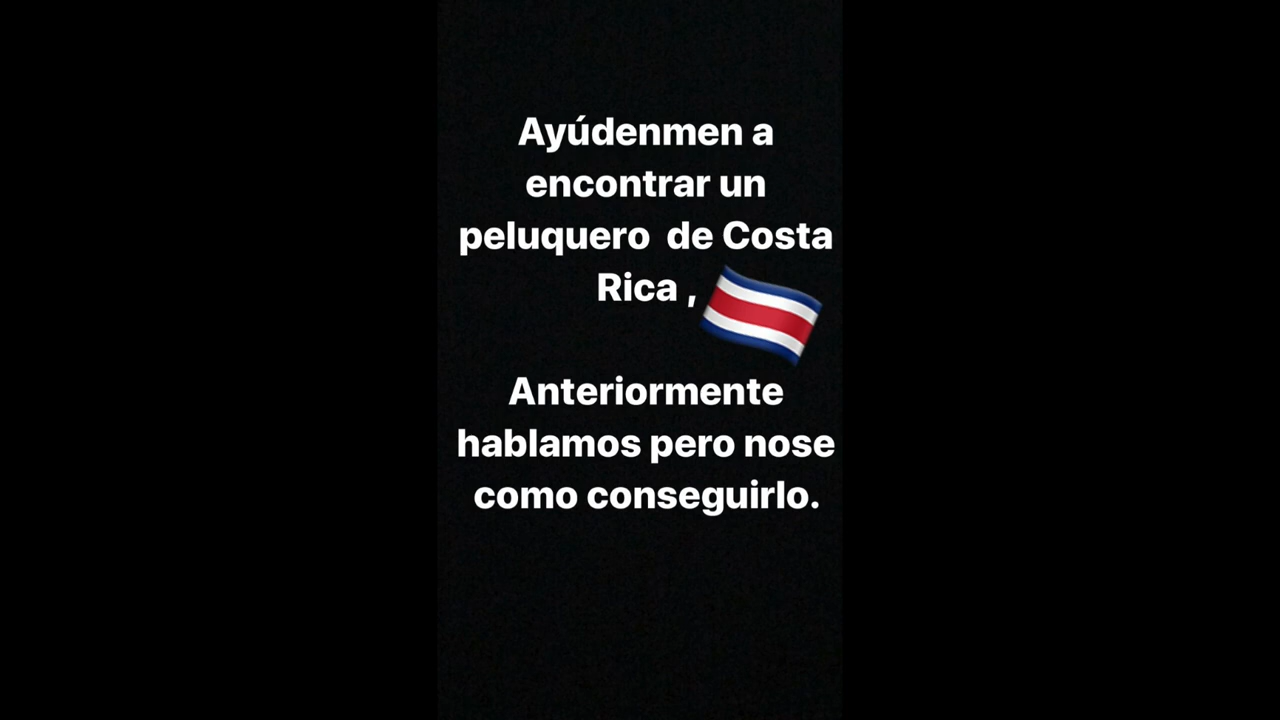 Ayúdenmen a
encontrar un
peluquero  de Costa
Rica ,
Anteriormente
hablamos pero nose
como conseguirlo.